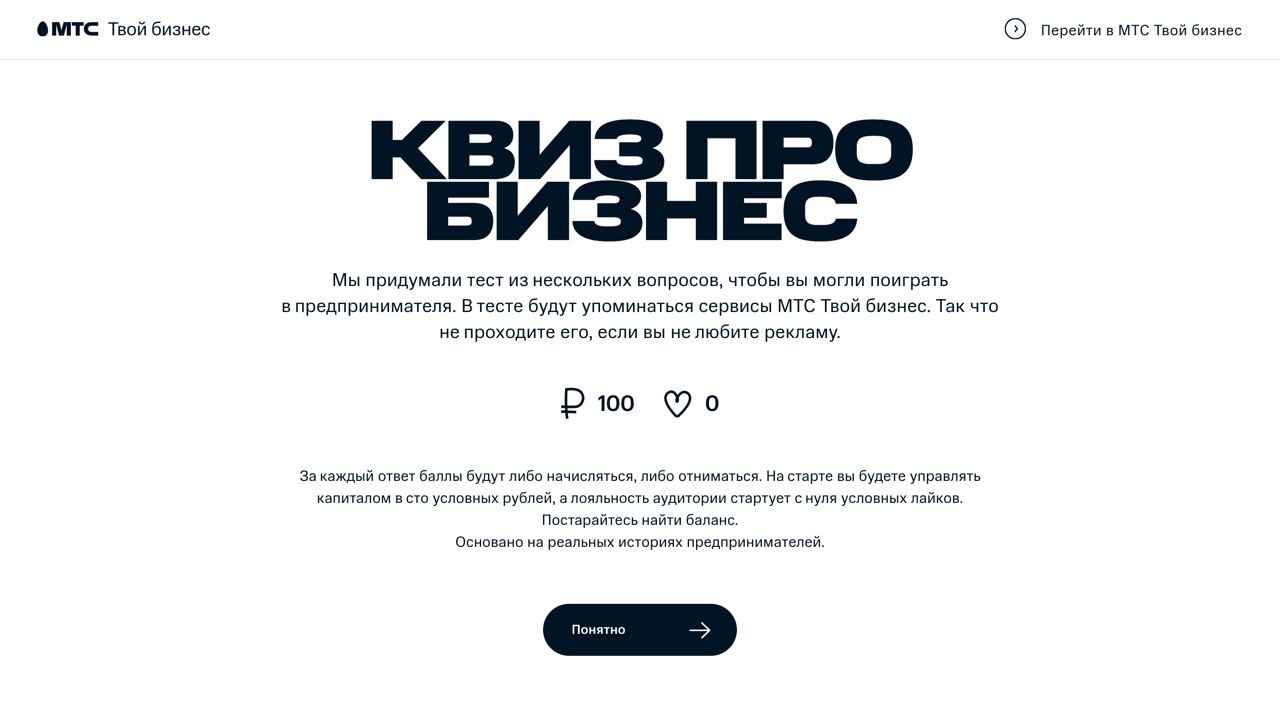 МТС Твой бизнес
Перейти в МТС Твой бизнес
КВИЗ ПРО
БИЗНЕС
Мы придумали тест из нескольких вопросов, чтобы вы могли поиграть
в предпринимателя. В тесте будут упоминаться сервисы МТС Твой бизнес. Так что
не проходите его, если вы не любите рекламу.
₽ 100 0
За каждый ответ баллы будут либо начисляться, либо отниматься. На старте вы будете управлять
капиталом в сто условных рублей, а лояльность аудитории стартует с нуля условных лайков.
Постарайтесь найти баланс.
Основано на реальных историях предпринимателей.
Понятно